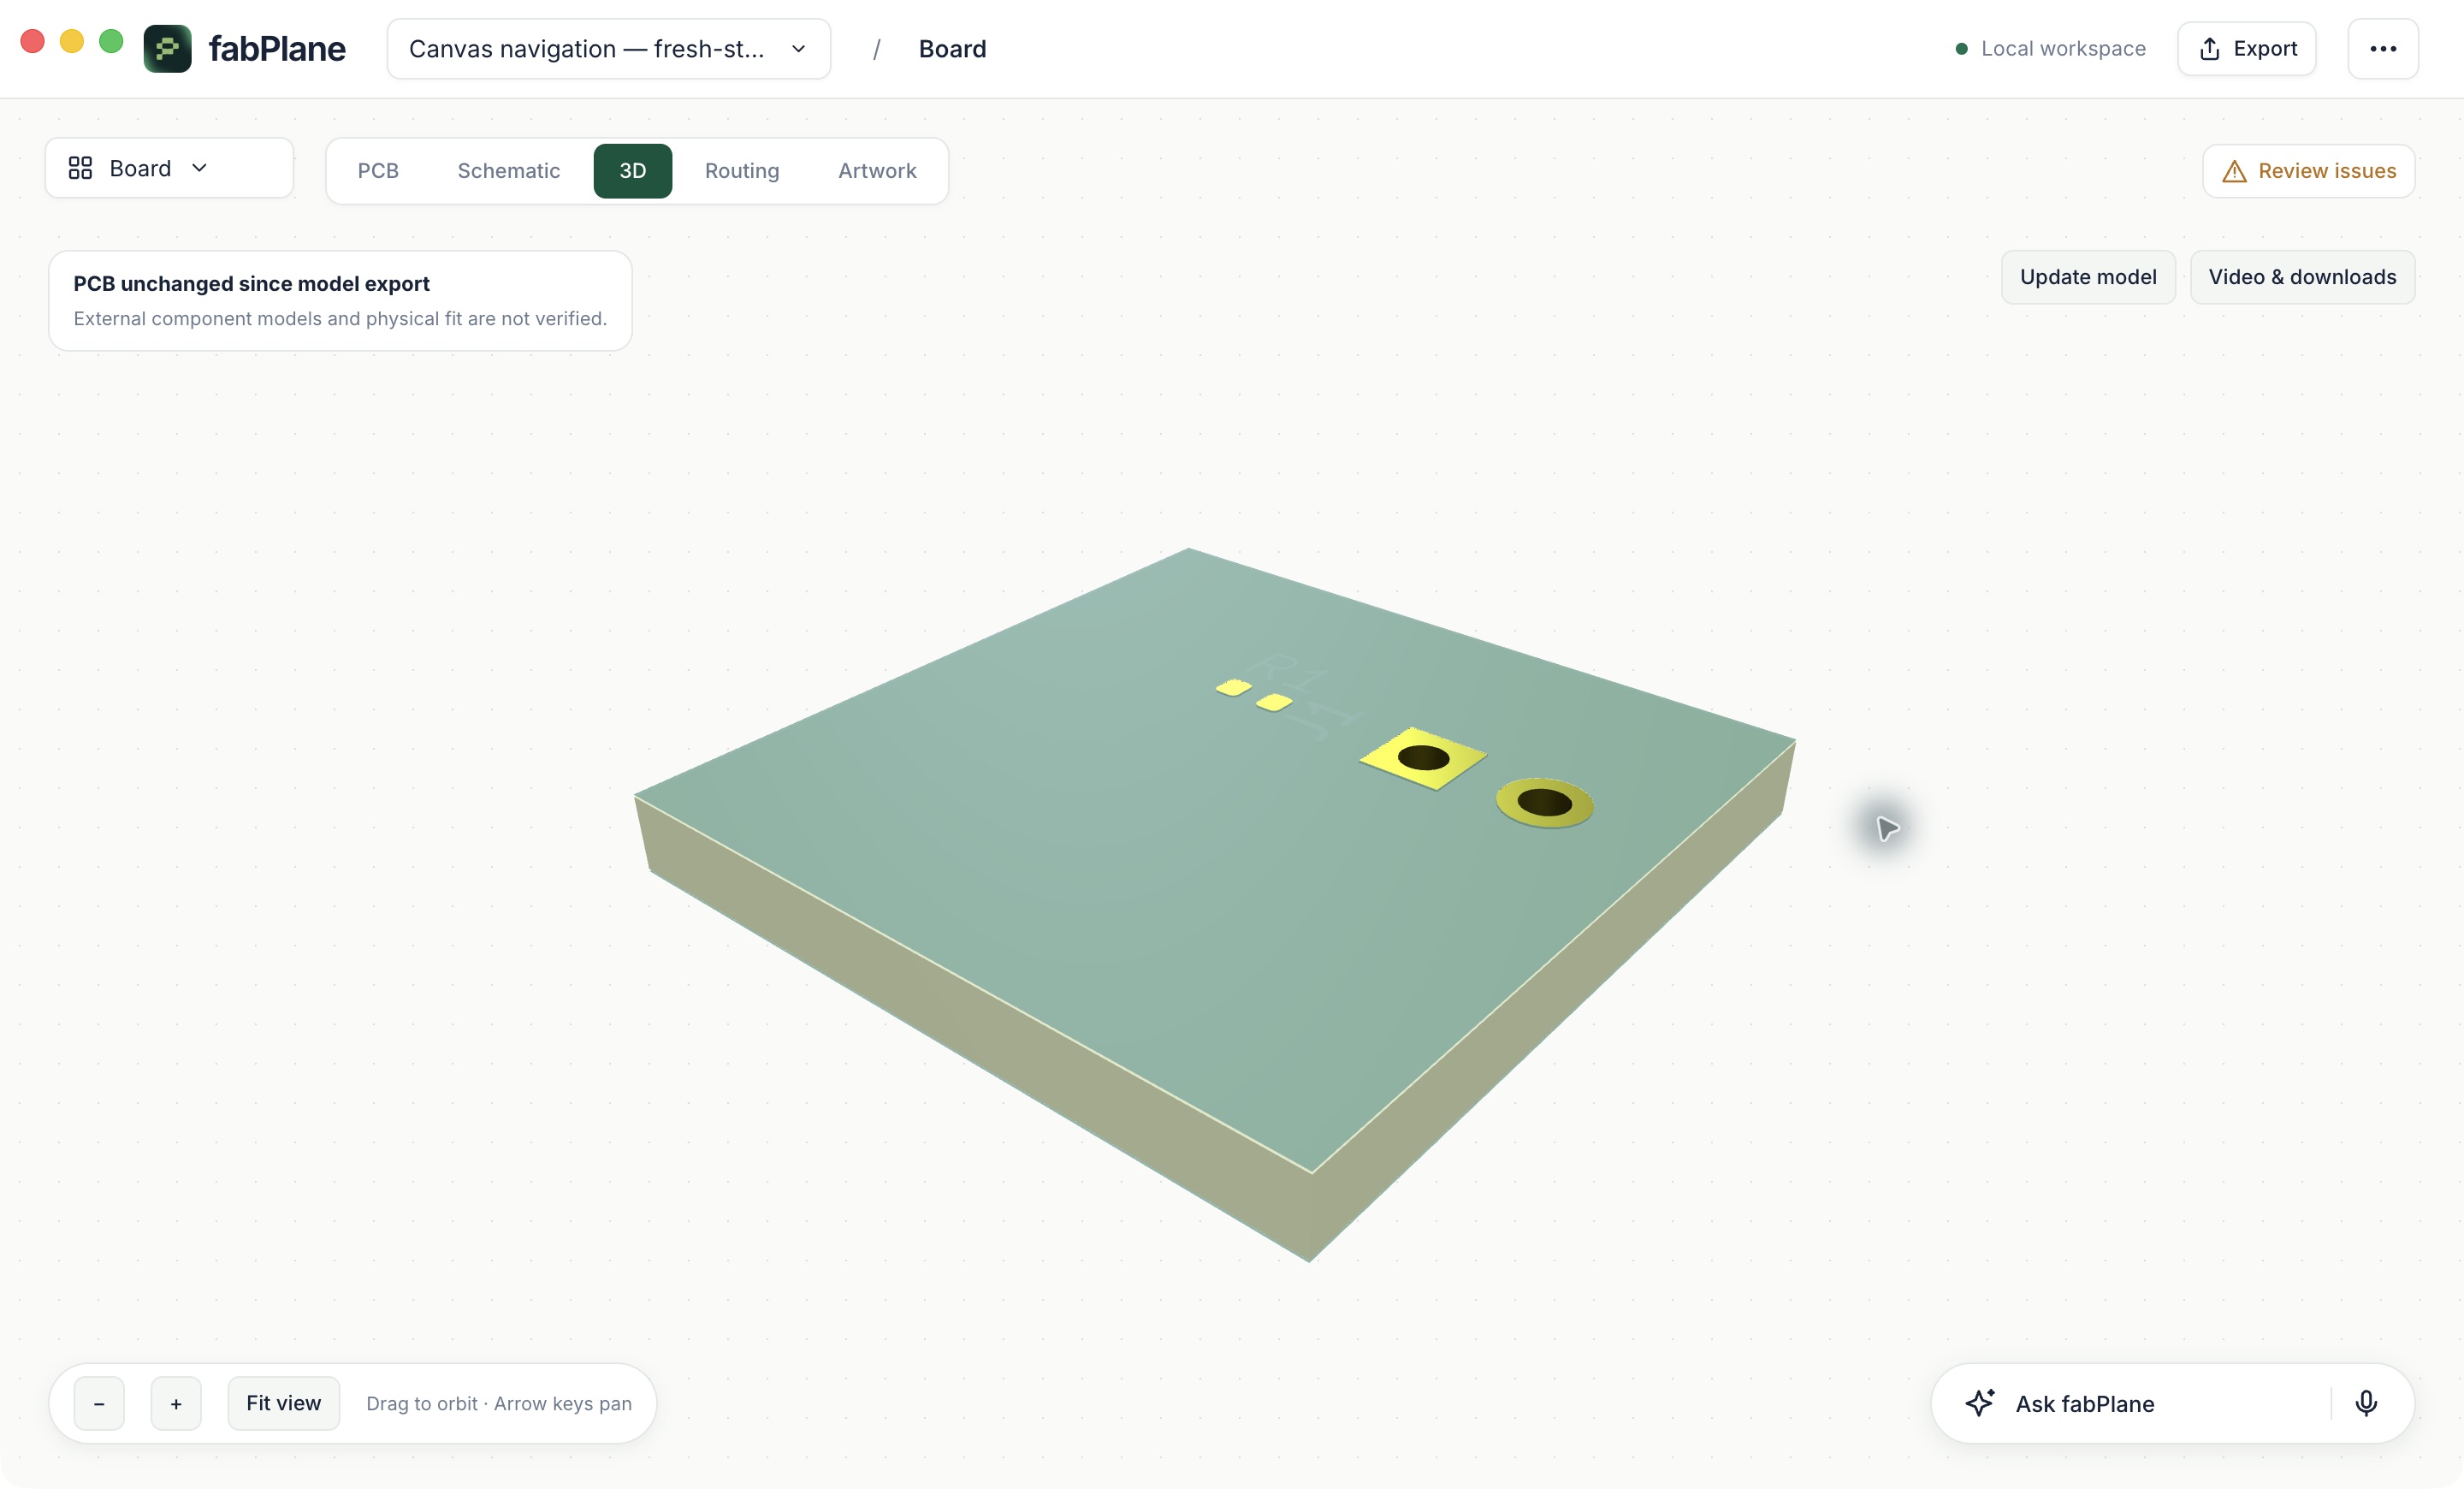 fabPlane
Canvas navigation — fresh-st...
/
Board
Local workspace
Export
Board
PCB
Schematic
3D
Routing
Artwork
Review issues
PCB unchanged since model export
External component models and physical fit are not verified.
Update model
Video & downloads
R1
J1
−
+
Fit view
Drag to orbit · Arrow keys pan
Ask fabPlane